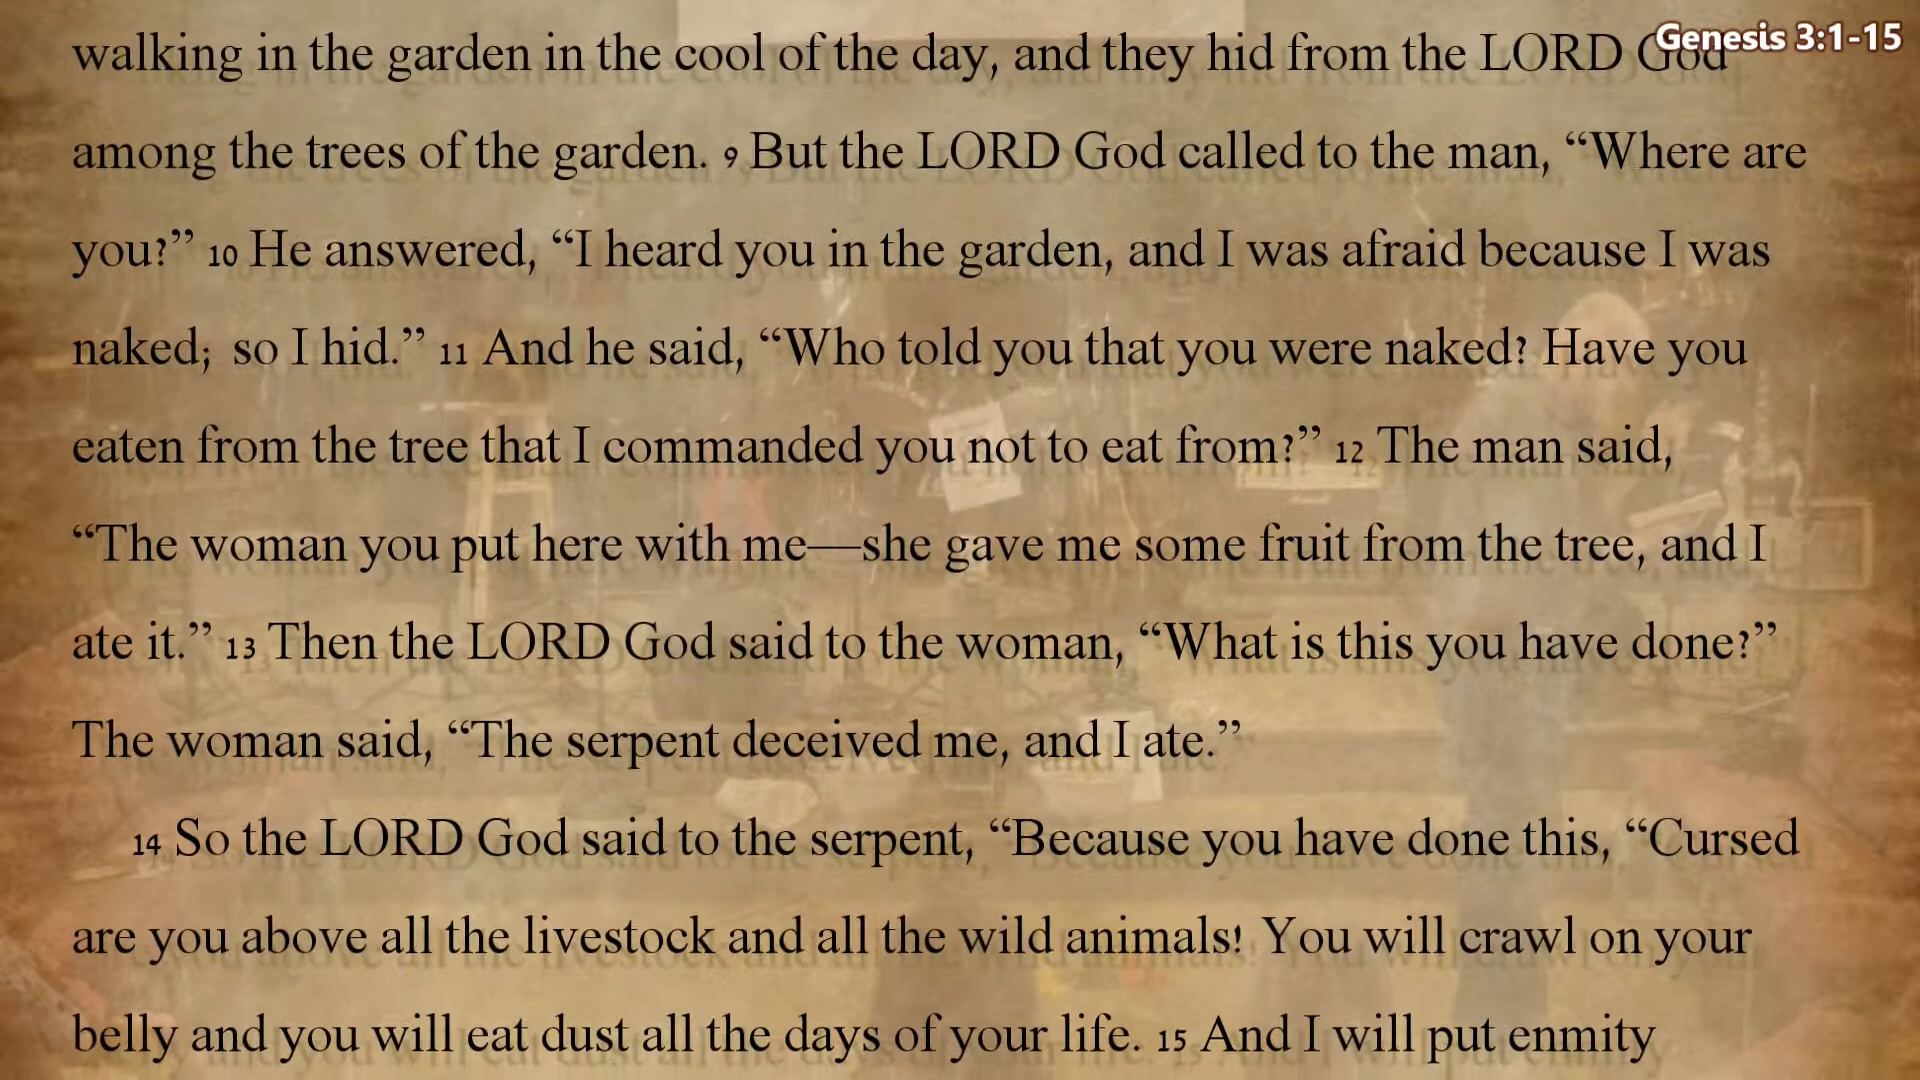 Genesis 3:1-15
walking in the garden in the cool of the day, and they hid from the LORD God
among the trees of the garden. 9 But the LORD God called to the man, “Where are
you?” 10 He answered, “I heard you in the garden, and I was afraid because I was
naked; so I hid.” 11 And he said, “Who told you that you were naked? Have you
eaten from the tree that I commanded you not to eat from?” 12 The man said,
“The woman you put here with me—she gave me some fruit from the tree, and I
ate it.” 13 Then the LORD God said to the woman, “What is this you have done?”
The woman said, “The serpent deceived me, and I ate.”
14 So the LORD God said to the serpent, “Because you have done this, “Cursed
are you above all the livestock and all the wild animals! You will crawl on your
belly and you will eat dust all the days of your life. 15 And I will put enmity